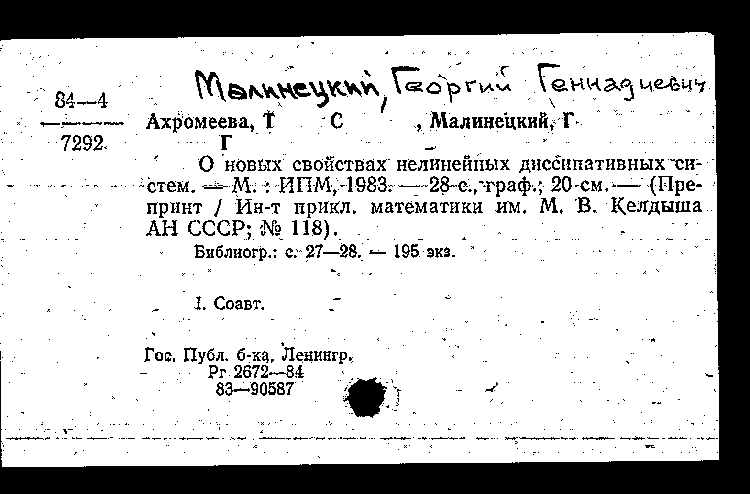 Малинецкий, Георгий Геннадиевич
84—4
7292
Ахромеева, Т С , Малинецкий, Г
Г
О новых свойствах нелинейных диссипативных си-
стем. — М. : ИПМ, 1983. — 28 с., граф.; 20 см. — (Пре-
принт / Ин-т прикл. математики им. М. В. Келдыша
АН СССР; № 118).
Библиогр.: с. 27—28. — 195 экз.
I. Соавт.
Гос. Публ. б-ка, Ленингр.
Рг 2672—84
83—90587